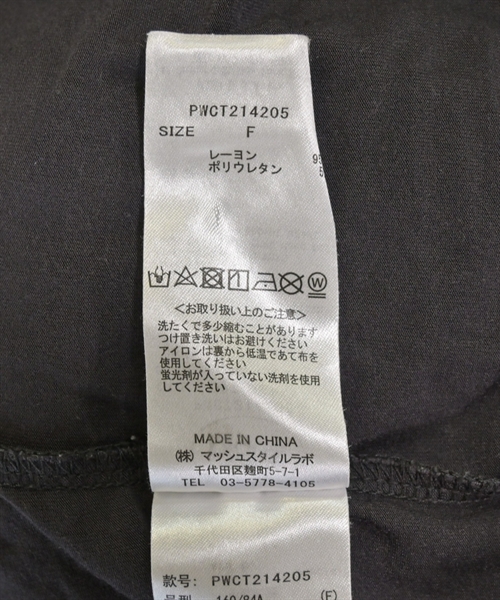 PWCT214205
SIZE F
レーヨン 95
ポリウレタン 5
<お取り扱い上のご注意>
洗たくで多少縮むことがあります
つけ置き洗いはお避けください
アイロンは裏から低温であて布を
使用してください
蛍光剤が入っていない洗剤を使用
してください
MADE IN CHINA
(株) マッシュスタイルラボ
千代田区麹町5-7-1
TEL 03-5778-4105
款号: PWCT214205
号型 160/84A (F)